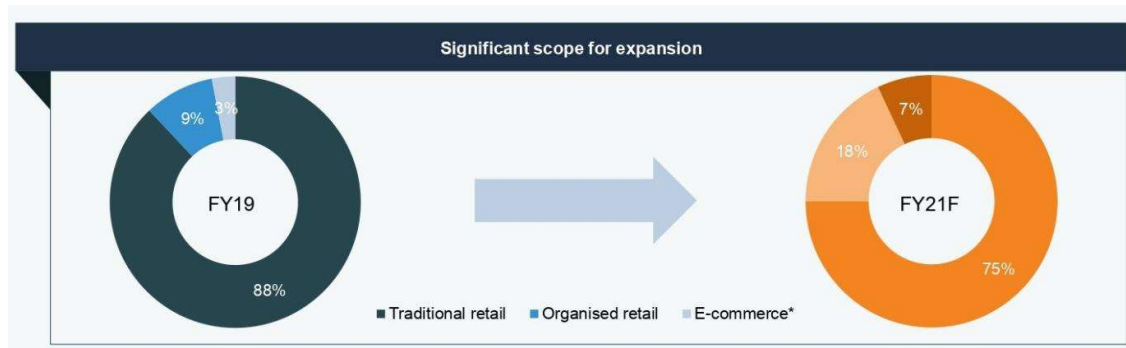 Significant scope for expansion
3%
9%
FY19
88%
7%
18%
FY21F
75%
Traditional retail
Organised retail
E-commerce*